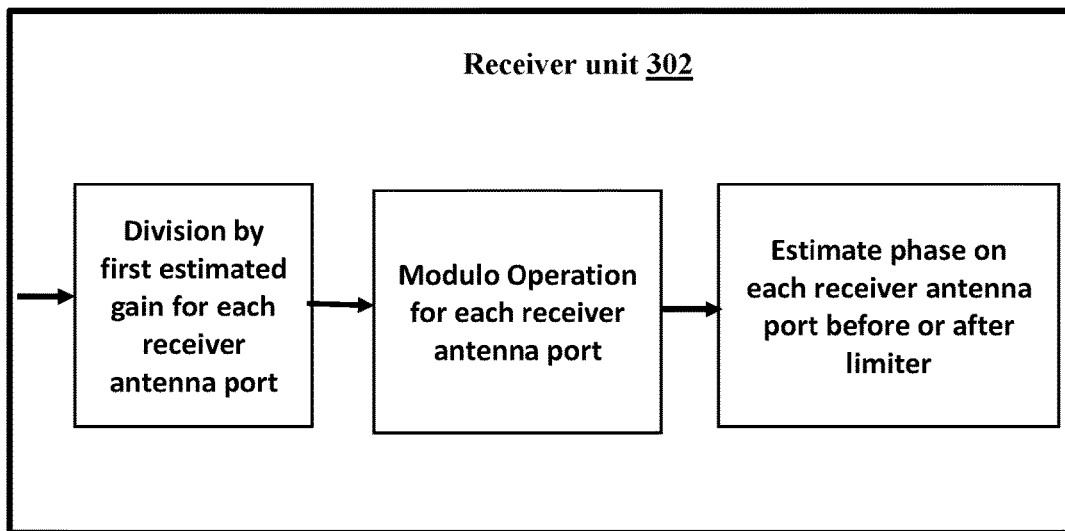 Receiver unit 302
Division by
first estimated
gain for each
receiver
antenna port
Modulo Operation
for each receiver
antenna port
Estimate phase on
each receiver antenna
port before or after
limiter